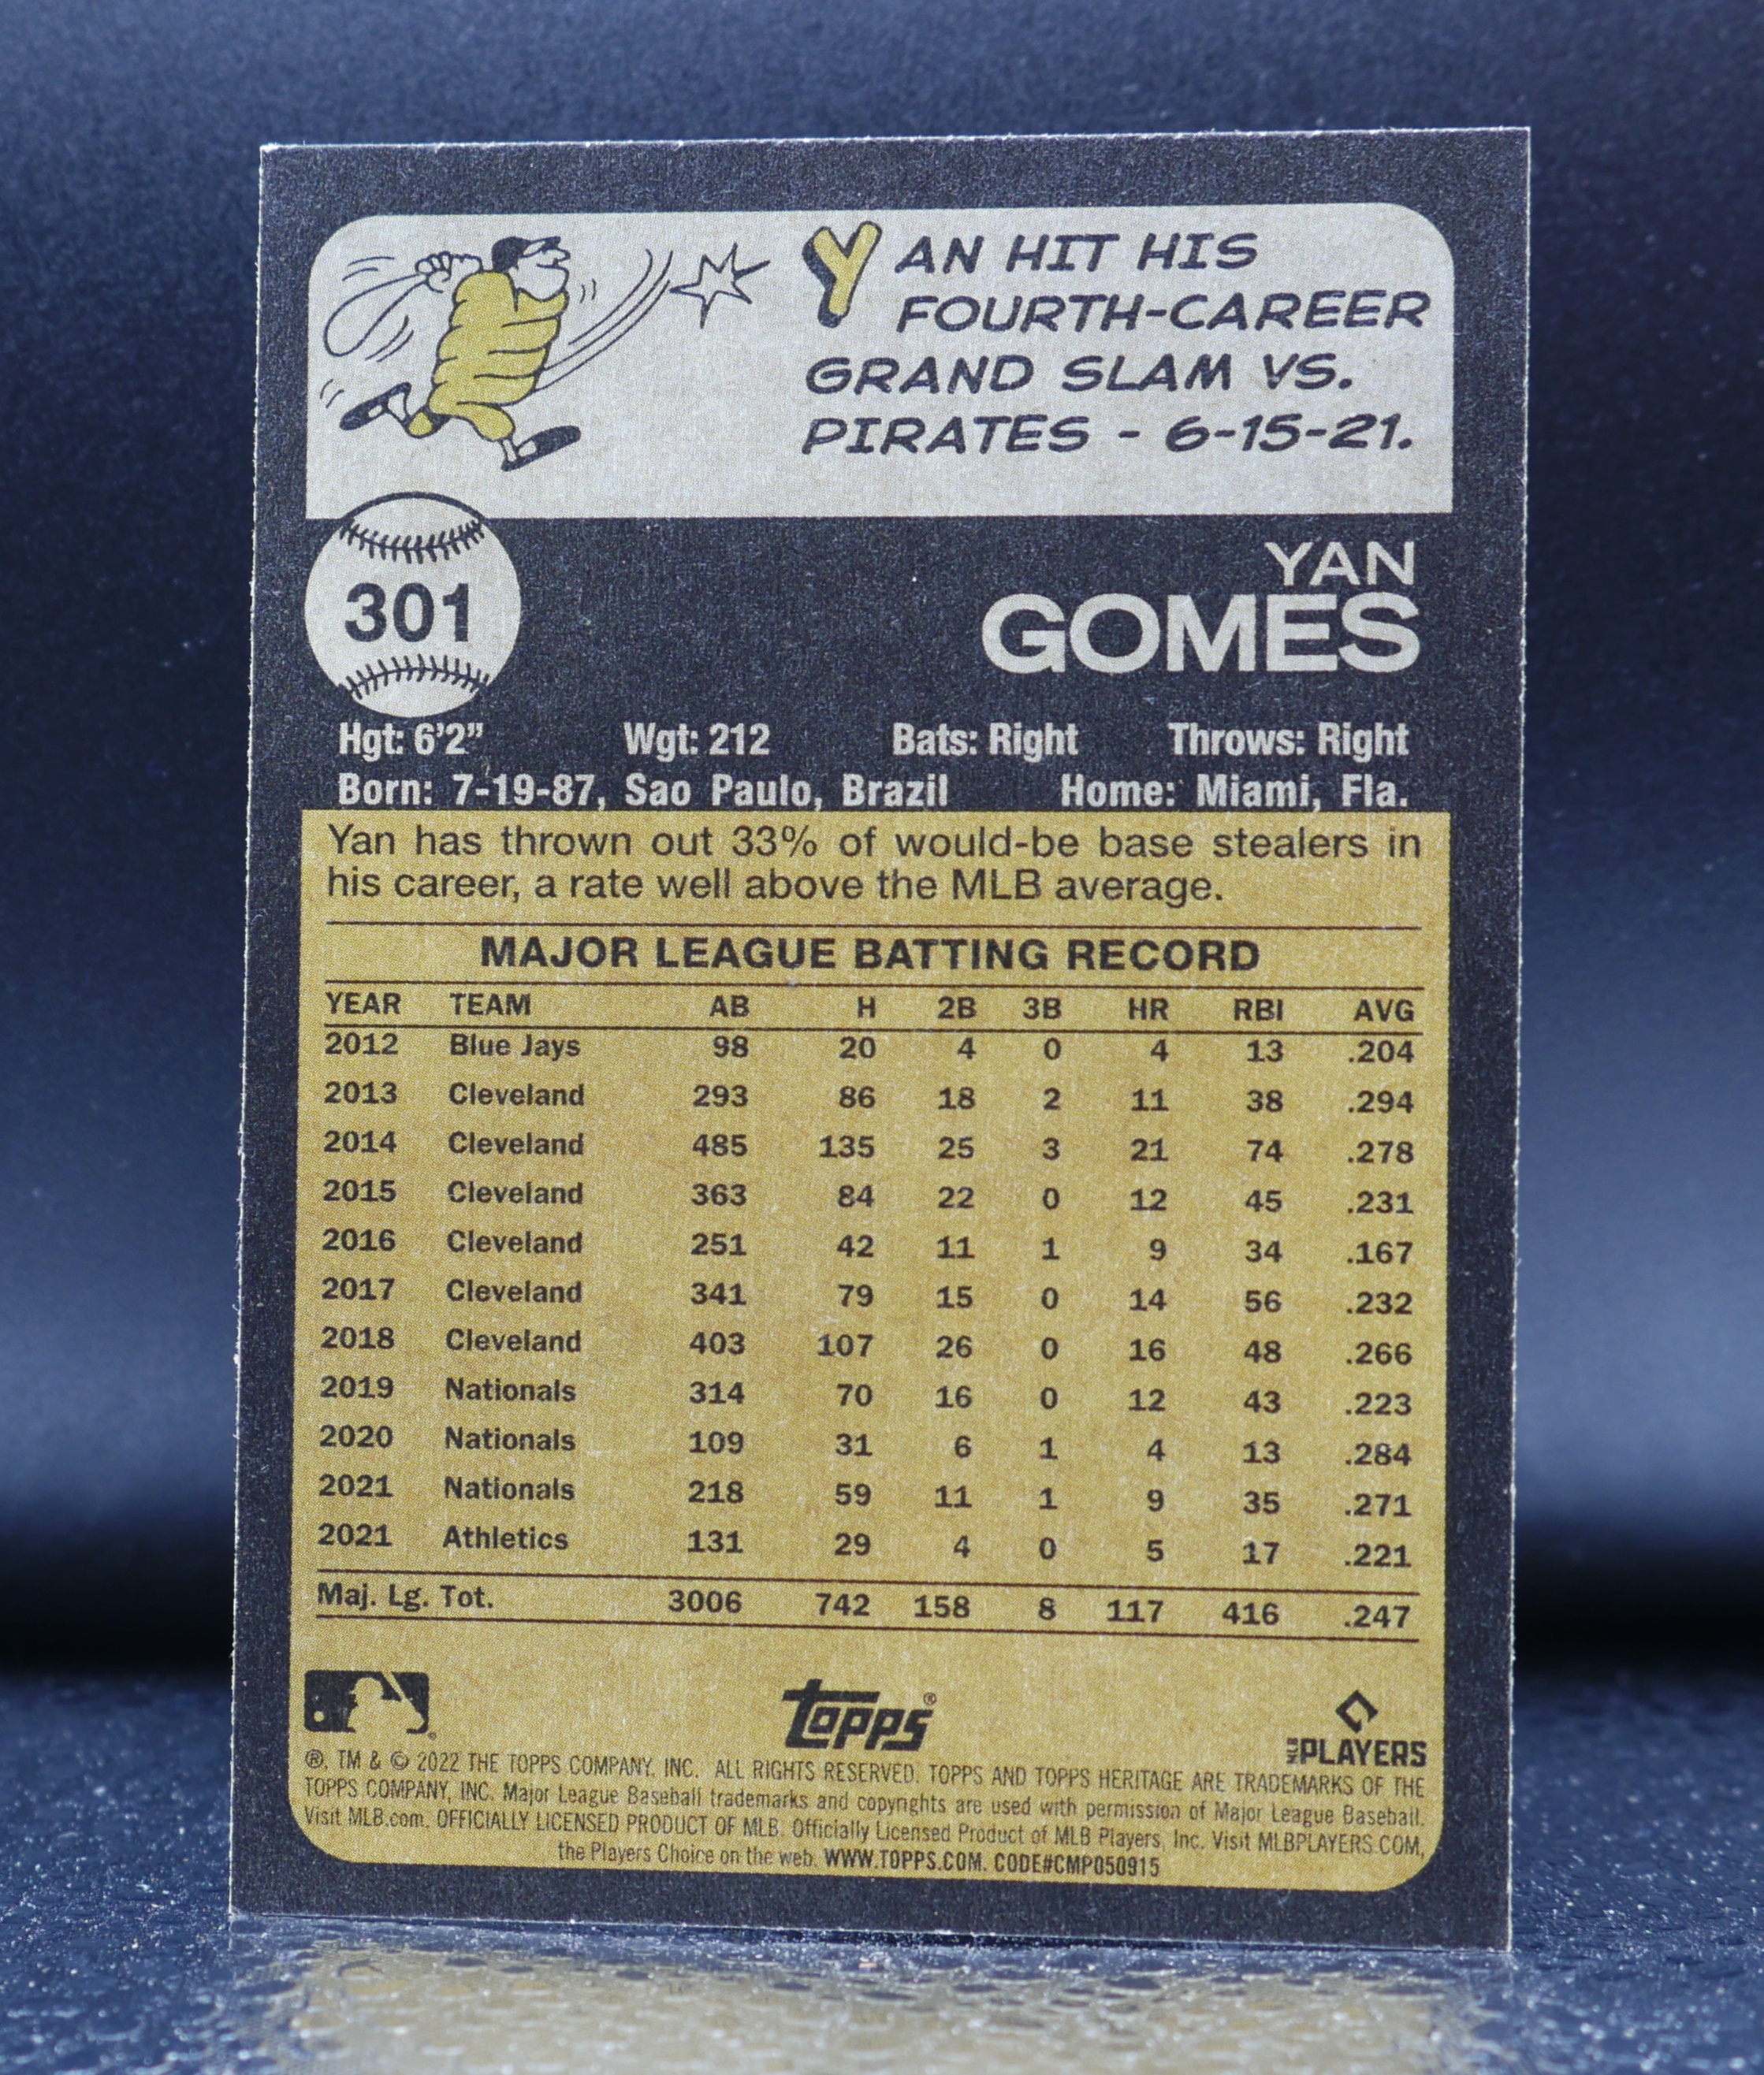 YAN HIT HIS
FOURTH-CAREER
GRAND SLAM VS.
PIRATES - 6-15-21.
301
YAN
GOMES
Hgt: 6'2" Wgt: 212 Bats: Right Throws: Right
Born: 7-19-87, Sao Paulo, Brazil Home: Miami, Fla.
Yan has thrown out 33% of would-be base stealers in
his career, a rate well above the MLB average.
MAJOR LEAGUE BATTING RECORD
YEAR TEAM AB H 2B 3B HR RBI AVG
2012 Blue Jays 98 20 4 0 4 13 .204
2013 Cleveland 293 86 18 2 11 38 .294
2014 Cleveland 485 135 25 3 21 74 .278
2015 Cleveland 363 84 22 0 12 45 .231
2016 Cleveland 251 42 11 1 9 34 .167
2017 Cleveland 341 79 15 0 14 56 .232
2018 Cleveland 403 107 26 0 16 48 .266
2019 Nationals 314 70 16 0 12 43 .223
2020 Nationals 109 31 6 1 4 13 .284
2021 Nationals 218 59 11 1 9 35 .271
2021 Athletics 131 29 4 0 5 17 .221
Maj. Lg. Tot. 3006 742 158 8 117 416 .247
topps®
MLB PLAYERS
®, TM & © 2022 THE TOPPS COMPANY, INC. ALL RIGHTS RESERVED. TOPPS AND TOPPS HERITAGE ARE TRADEMARKS OF THE
TOPPS COMPANY, INC. Major League Baseball trademarks and copyrights are used with permission of Major League Baseball.
Visit MLB.com. OFFICIALLY LICENSED PRODUCT OF MLB. Officially Licensed Product of MLB Players, Inc. Visit MLBPLAYERS.COM,
the Players Choice on the web. WWW.TOPPS.COM. CODE#CMP050915